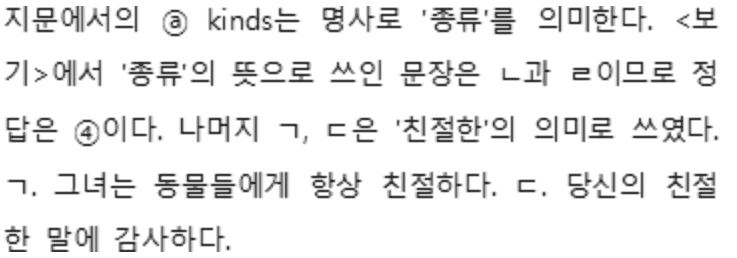 지문에서의 ⓐ kinds는 명사로 '종류'를 의미한다. <보
기>에서 '종류'의 뜻으로 쓰인 문장은 ㄴ과 ㄹ이므로 정
답은 ④이다. 나머지 ㄱ, ㄷ은 '친절한'의 의미로 쓰였다.
ㄱ. 그녀는 동물들에게 항상 친절하다. ㄷ. 당신의 친절
한 말에 감사하다.